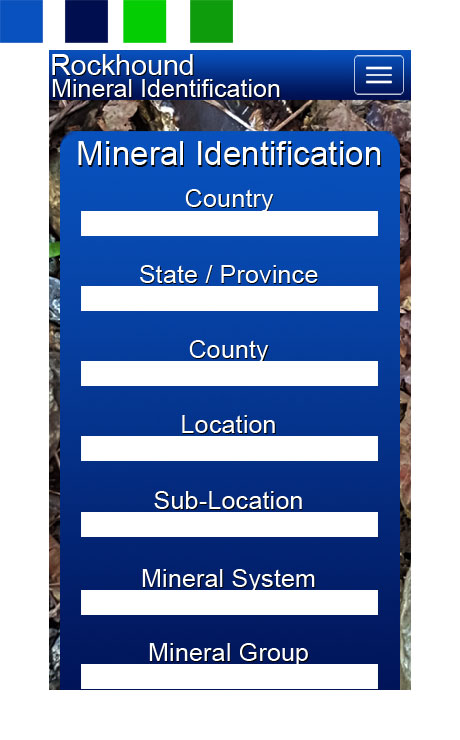 Rockhound
Mineral Identification
Mineral Identification
Country
State / Province
County
Location
Sub-Location
Mineral System
Mineral Group